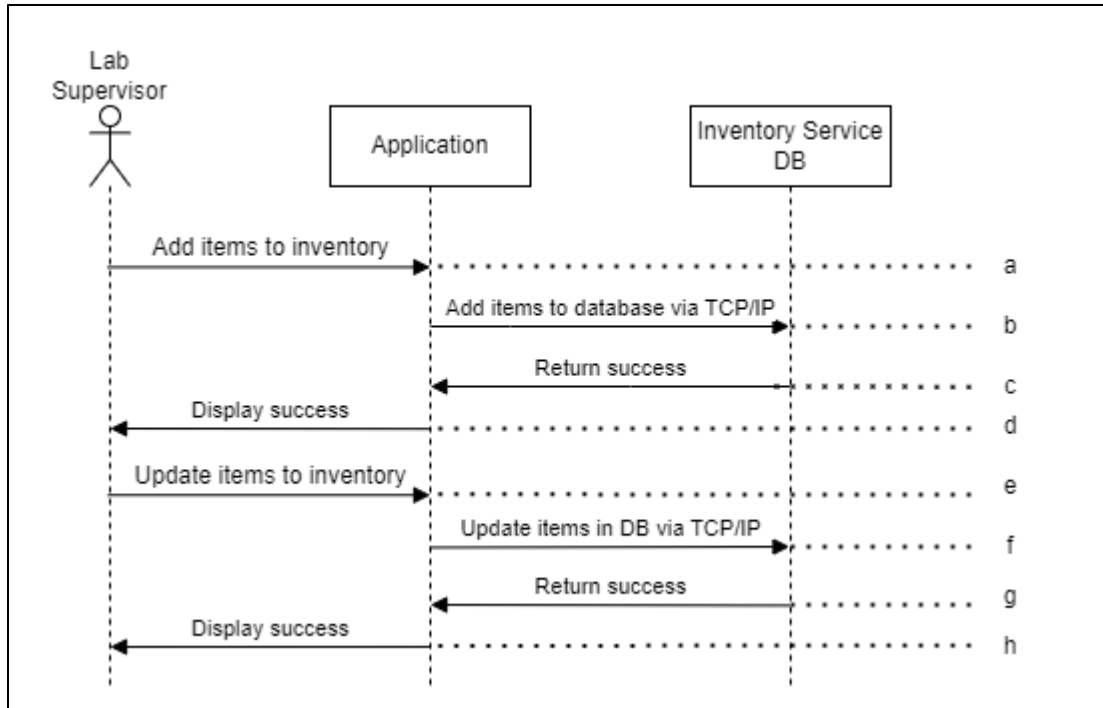 Lab
Supervisor
Application
Inventory Service
DB
Add items to inventory
a
Add items to database via TCP/IP
b
Return success
c
Display success
d
Update items to inventory
e
Update items in DB via TCP/IP
f
Return success
g
Display success
h